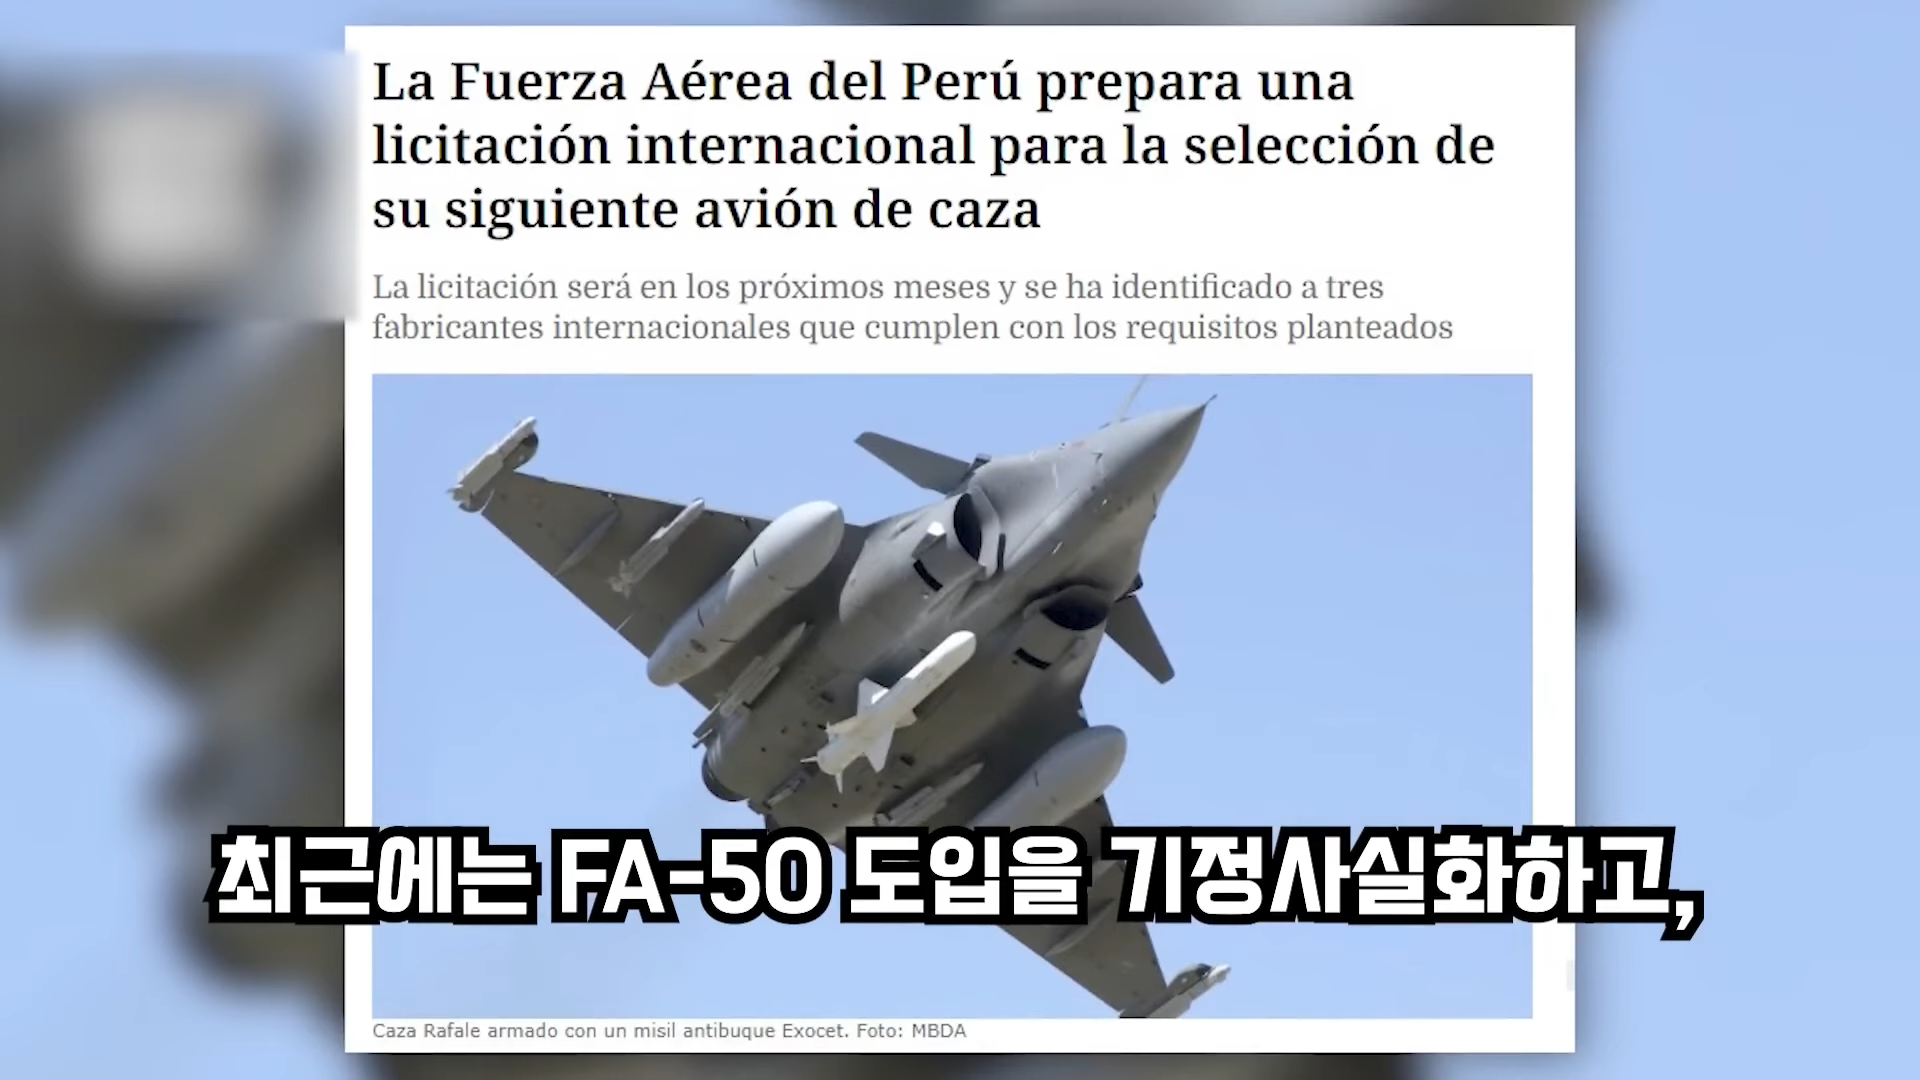 La Fuerza Aérea del Perú prepara una
licitación internacional para la selección de
su siguiente avión de caza
La licitación será en los próximos meses y se ha identificado a tres
fabricantes internacionales que cumplen con los requisitos planteados
최근에는 FA-50 도입을 기정사실화하고,
Caza Rafale armado con un misil antibuque Exocet. Foto: MBDA